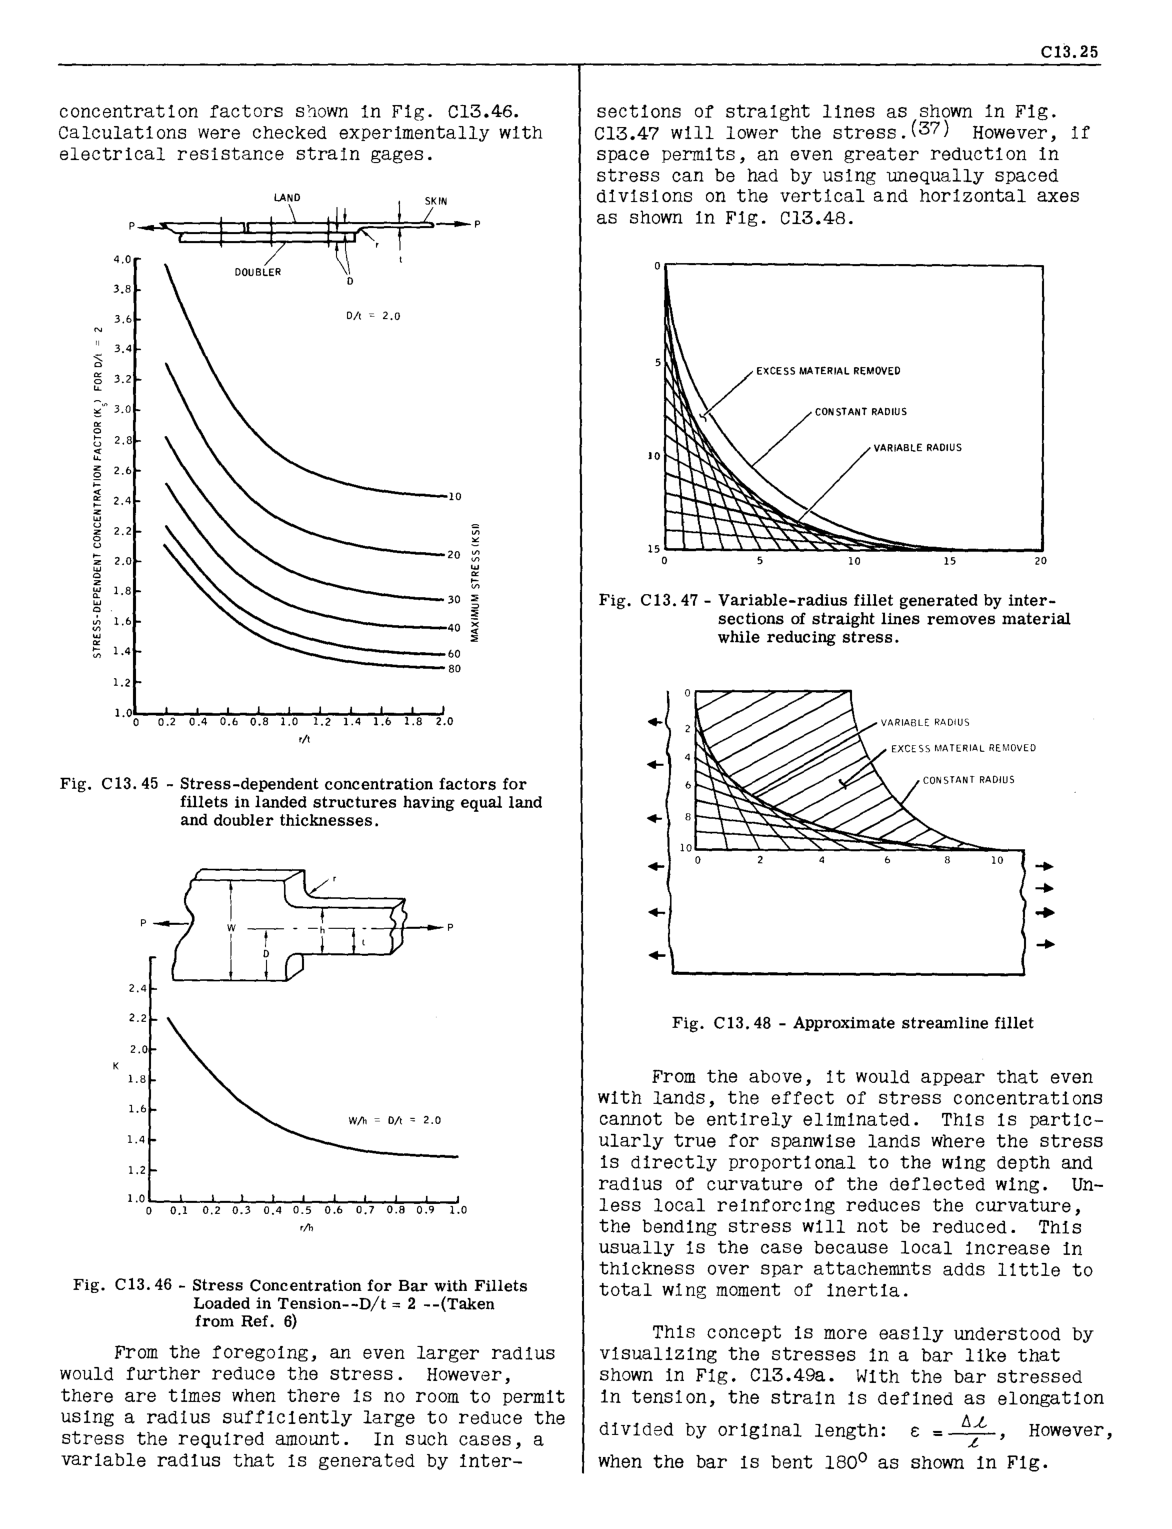 C13.25
concentration factors shown in Fig. C13.46.
Calculations were checked experimentally with
electrical resistance strain gages.
LAND
SKIN
P
P
r
t
DOUBLER
D
D/t = 2.0
STRESS-DEPENDENT CONCENTRATION FACTOR (Ks) FOR D/t = 2
4.0
3.8
3.6
3.4
3.2
3.0
2.8
2.6
2.4
2.2
2.0
1.8
1.6
1.4
1.2
1.0
10
20
30
40
60
80
MAXIMUM STRESS (KSI)
0 0.2 0.4 0.6 0.8 1.0 1.2 1.4 1.6 1.8 2.0
r/t
Fig. C13.45 - Stress-dependent concentration factors for
fillets in landed structures having equal land
and doubler thicknesses.
r
P
W
h
t
D
P
K
2.4
2.2
2.0
1.8
1.6
1.4
1.2
1.0
W/h = D/t = 2.0
0 0.1 0.2 0.3 0.4 0.5 0.6 0.7 0.8 0.9 1.0
r/h
Fig. C13.46 - Stress Concentration for Bar with Fillets
Loaded in Tension--D/t = 2 --(Taken
from Ref. 6)
From the foregoing, an even larger radius
would further reduce the stress. However,
there are times when there is no room to permit
using a radius sufficiently large to reduce the
stress the required amount. In such cases, a
variable radius that is generated by inter-
sections of straight lines as shown in Fig.
C13.47 will lower the stress.(37) However, if
space permits, an even greater reduction in
stress can be had by using unequally spaced
divisions on the vertical and horizontal axes
as shown in Fig. C13.48.
0
5
10
15
EXCESS MATERIAL REMOVED
CONSTANT RADIUS
VARIABLE RADIUS
0 5 10 15 20
Fig. C13.47 - Variable-radius fillet generated by inter-
sections of straight lines removes material
while reducing stress.
0
2
4
6
8
10
VARIABLE RADIUS
EXCESS MATERIAL REMOVED
CONSTANT RADIUS
0 2 4 6 8 10
Fig. C13.48 - Approximate streamline fillet
From the above, it would appear that even
with lands, the effect of stress concentrations
cannot be entirely eliminated. This is partic-
ularly true for spanwise lands where the stress
is directly proportional to the wing depth and
radius of curvature of the deflected wing. Un-
less local reinforcing reduces the curvature,
the bending stress will not be reduced. This
usually is the case because local increase in
thickness over spar attachemnts adds little to
total wing moment of inertia.
This concept is more easily understood by
visualizing the stresses in a bar like that
shown in Fig. C13.49a. With the bar stressed
in tension, the strain is defined as elongation
divided by original length: ε = Δℓ/ℓ, However,
when the bar is bent 180° as shown in Fig.